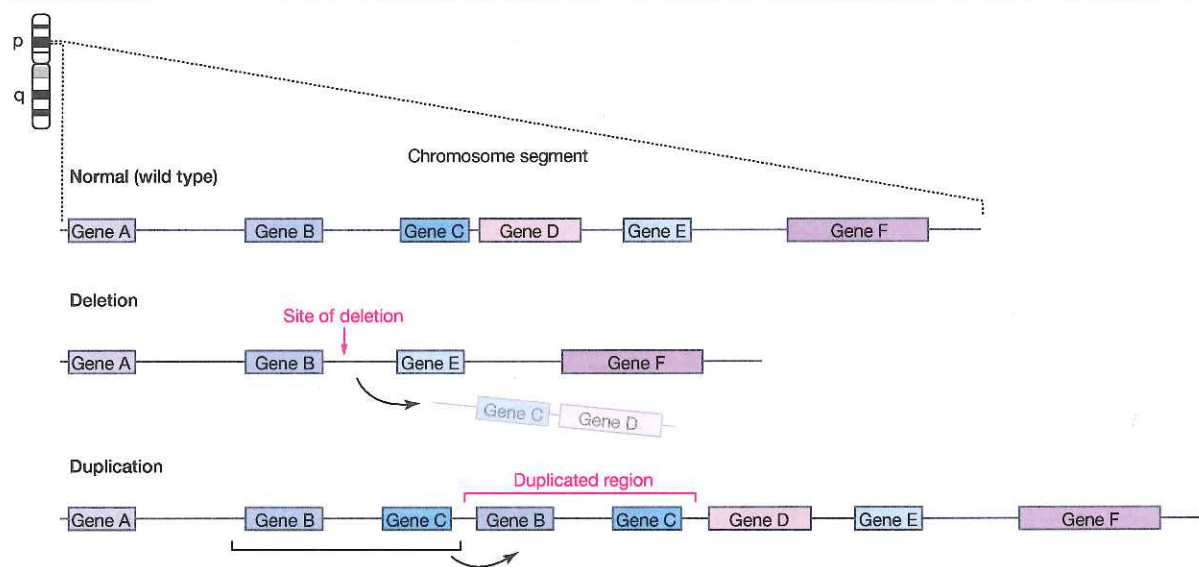 p
q
Chromosome segment
Normal (wild type)
Gene A Gene B Gene C Gene D Gene E Gene F
Deletion
Site of deletion
Gene A Gene B Gene E Gene F
Gene C Gene D
Duplication
Duplicated region
Gene A Gene B Gene C Gene B Gene C Gene D Gene E Gene F